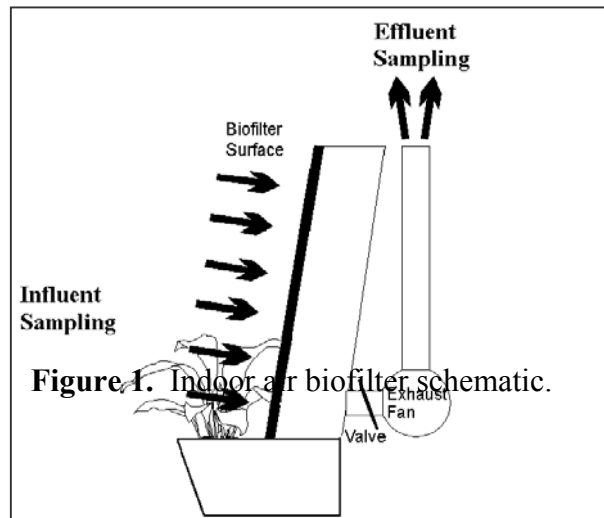 Effluent
Sampling
Biofilter
Surface
Influent
Sampling
Figure 1. Indoor air biofilter schematic.
Exhaust
Fan
Valve